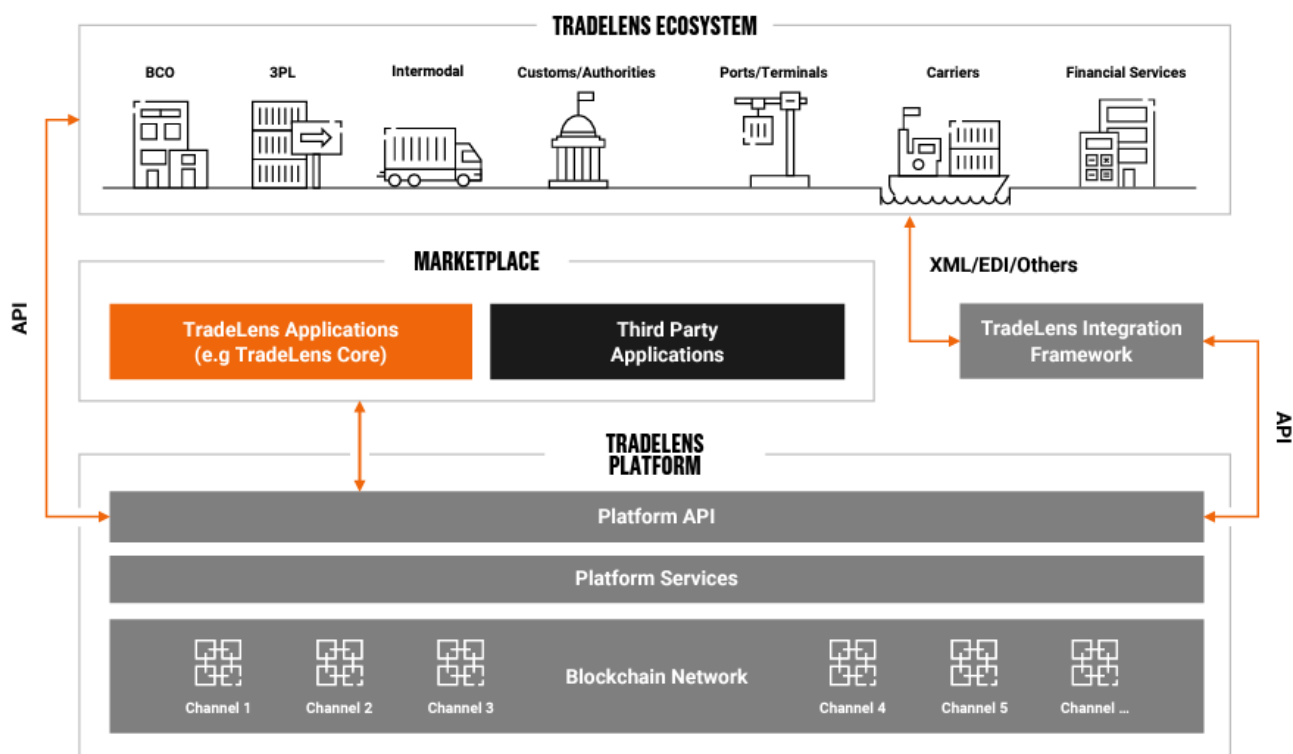 TRADELENS ECOSYSTEM
BCO
3PL
Intermodal
Customs/Authorities
Ports/Terminals
Carriers
Financial Services
API
MARKETPLACE
XML/EDI/Others
TradeLens Applications
(e.g TradeLens Core)
Third Party
Applications
TradeLens Integration
Framework
API
TRADELENS
PLATFORM
Platform API
Platform Services
Blockchain Network
Channel 1
Channel 2
Channel 3
Channel 4
Channel 5
Channel ...